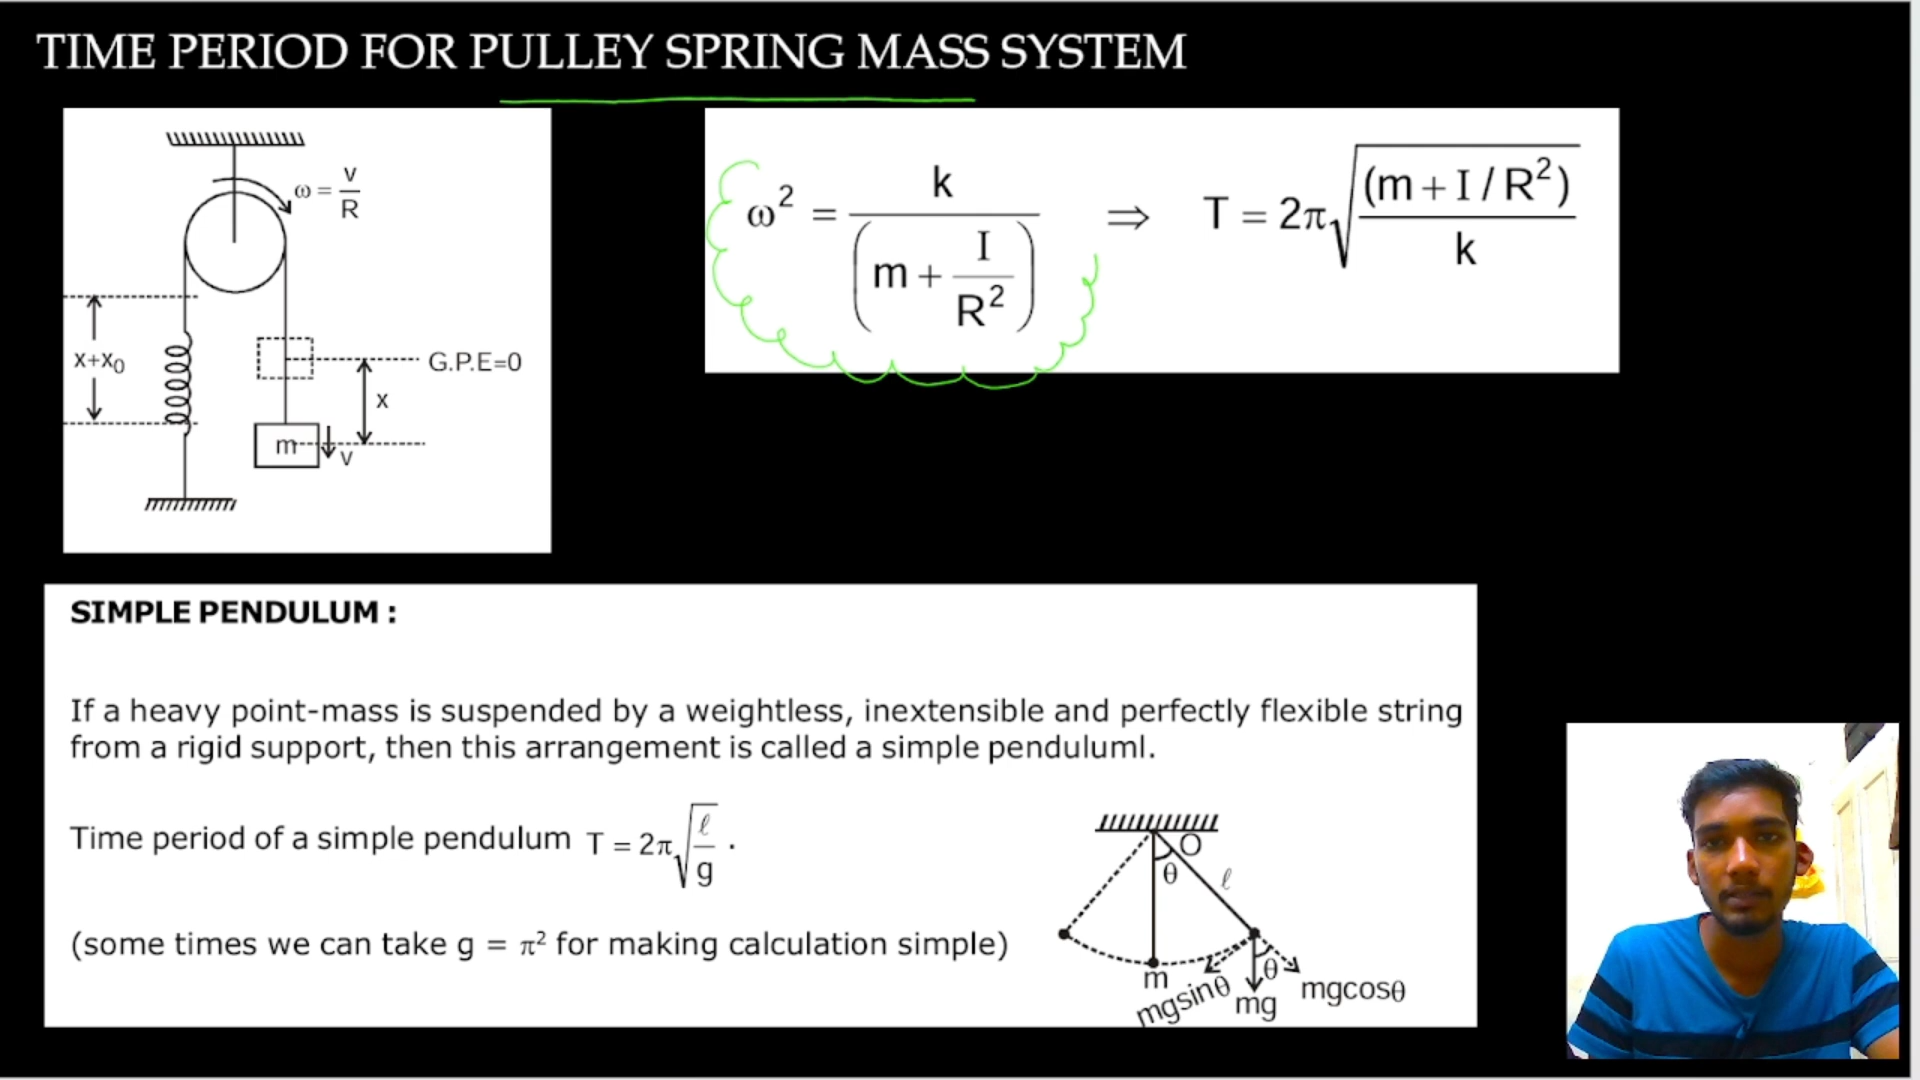 TIME PERIOD FOR PULLEY SPRING MASS SYSTEM
ω = v/R
x+x₀
G.P.E=0
x
m
v
ω² = k/(m + I/R²) ⇒ T = 2π√((m + I / R²)/k)
SIMPLE PENDULUM :
If a heavy point-mass is suspended by a weightless, inextensible and perfectly flexible string
from a rigid support, then this arrangement is called a simple penduluml.
Time period of a simple pendulum T = 2π√(ℓ/g) .
(some times we can take g = π² for making calculation simple)
O
θ
ℓ
m
θ
mgsinθ
mg
mgcosθ